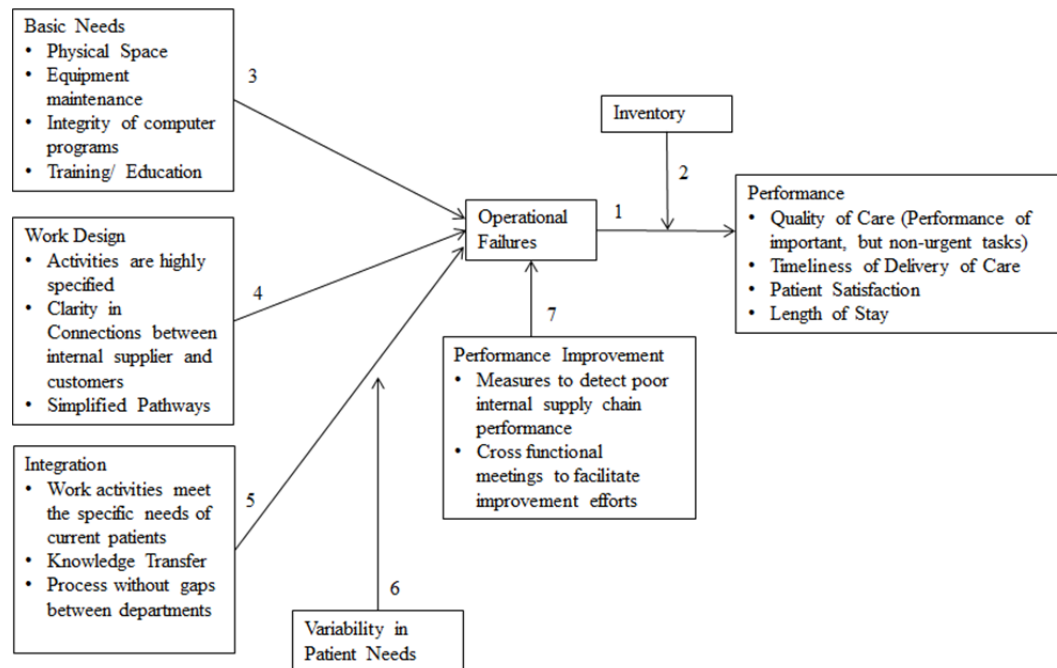 Basic Needs
• Physical Space
• Equipment
maintenance
• Integrity of computer
programs
• Training/ Education
3
Work Design
• Activities are highly
specified
• Clarity in
Connections between
internal supplier and
customers
• Simplified Pathways
4
Integration
• Work activities meet
the specific needs of
current patients
• Knowledge Transfer
• Process without gaps
between departments
5
Variability in
Patient Needs
6
Operational
Failures
1
Inventory
2
Performance Improvement
• Measures to detect poor
internal supply chain
performance
• Cross functional
meetings to facilitate
improvement efforts
7
Performance
• Quality of Care (Performance of
important, but non-urgent tasks)
• Timeliness of Delivery of Care
• Patient Satisfaction
• Length of Stay